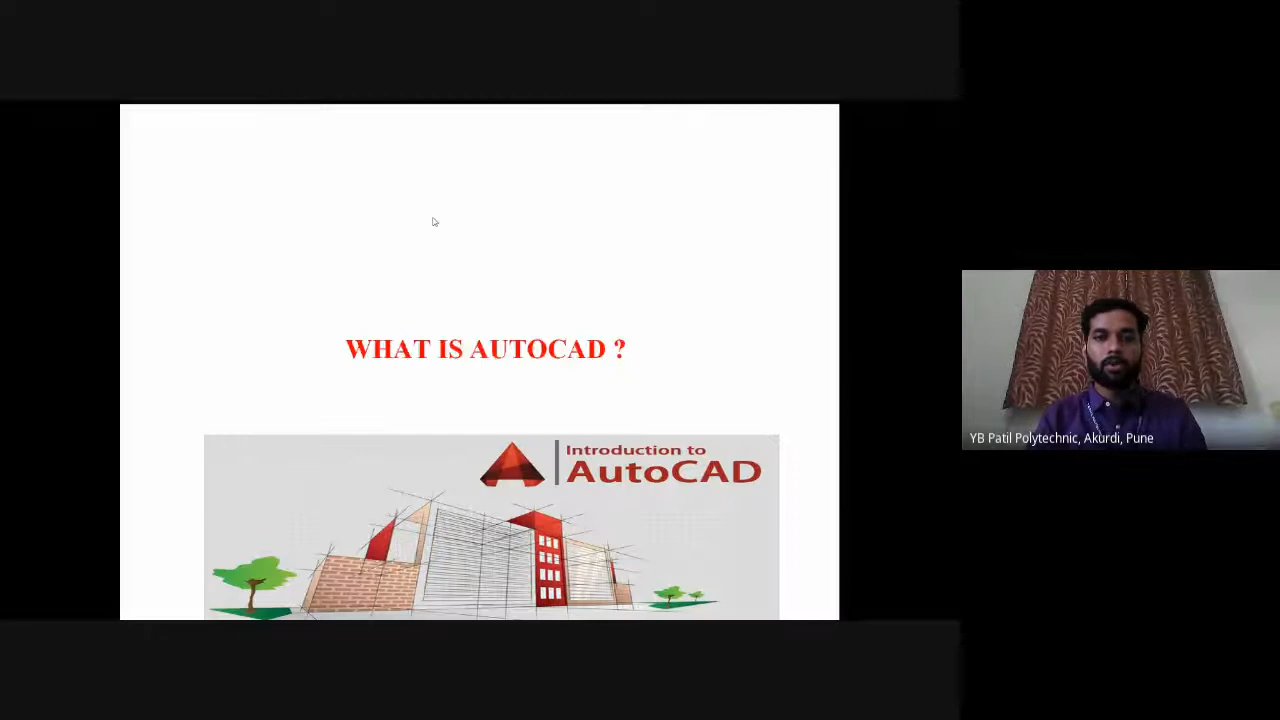 WHAT IS AUTOCAD ?
Introduction to
AutoCAD
YB Patil Polytechnic, Akurdi, Pune